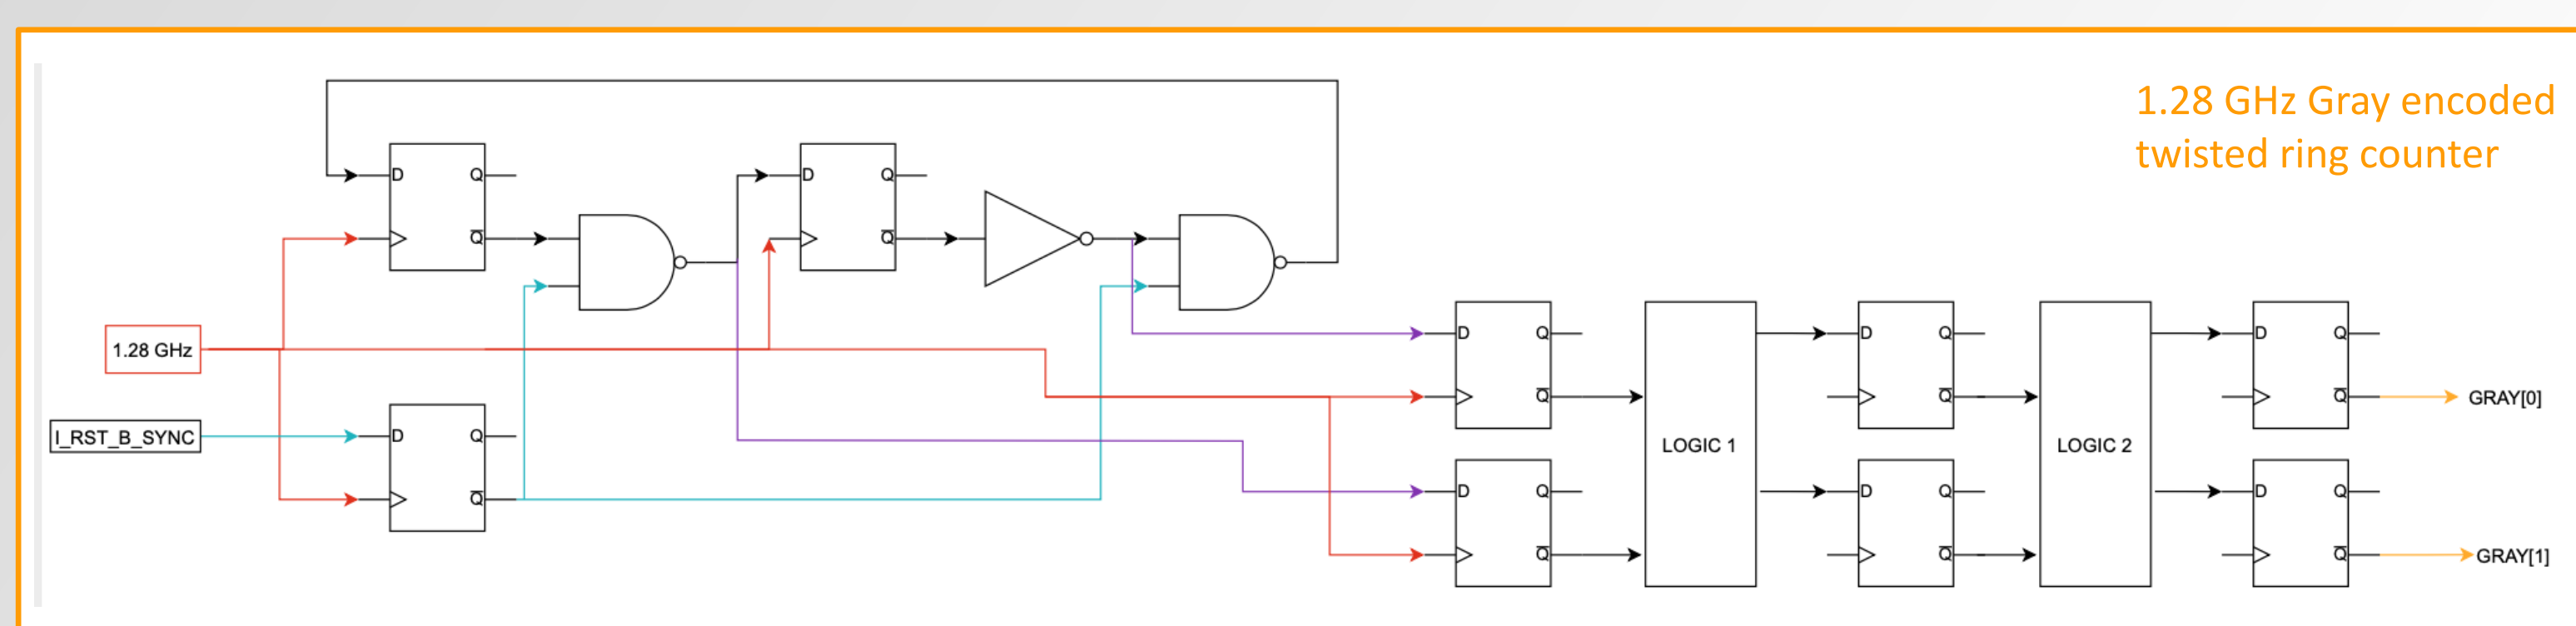 1.28 GHz Gray encoded
twisted ring counter
D Q
Q̅
D Q
Q̅
1.28 GHz
I_RST_B_SYNC
D Q
Q̅
D Q
Q̅
D Q
Q̅
LOGIC 1
D Q
Q̅
D Q
Q̅
LOGIC 2
D Q
Q̅
GRAY[0]
D Q
Q̅
GRAY[1]